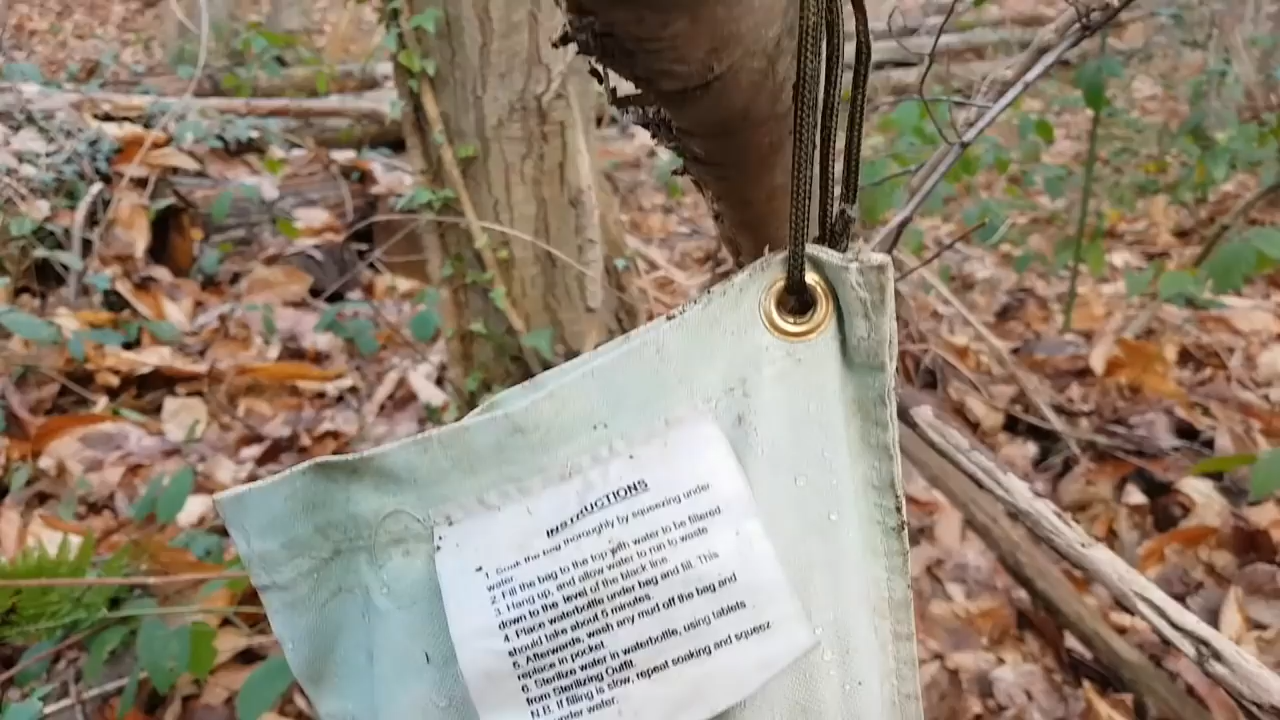 INSTRUCTIONS
1. Soak the bag thoroughly by squeezing under
water
2. Fill the bag to the top with water to be filtered
3. Hang up, and allow water to run to waste
down to the level of the black line.
4. Place waterbottle under bag and fill. This
should take about 5 minutes.
5. Afterwards, wash any mud off the bag and
replace in pocket
6. Sterilize water in waterbottle, using tablets
from Sterilizing Outfit.
N.B. If filling is slow, repeat soaking and squeez
under water.